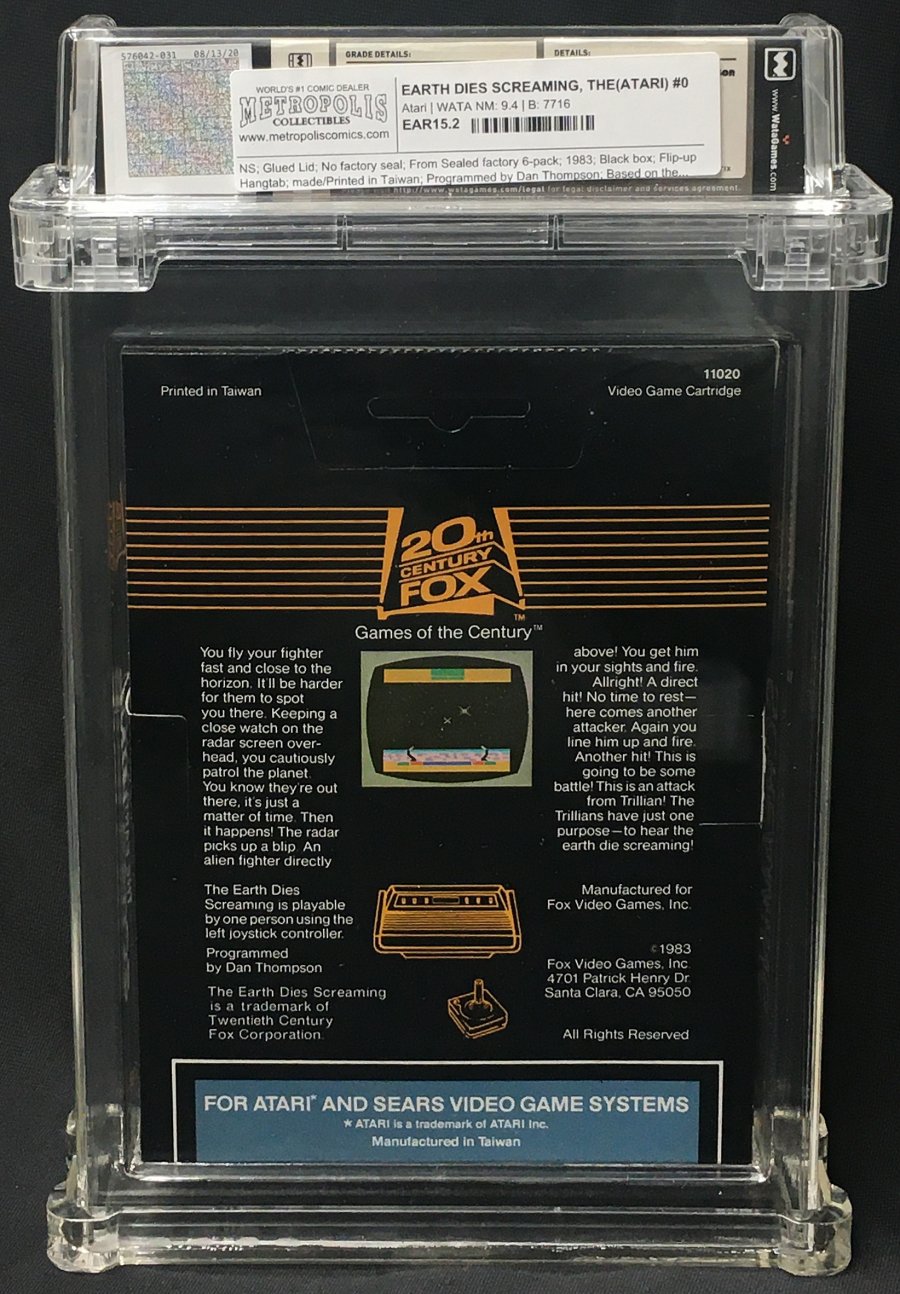 576042-031 08/13/20
GRADE DETAILS:
DETAILS:
WORLD'S #1 COMIC DEALER
METROPOLIS
COLLECTIBLES
www.metropoliscomics.com
EARTH DIES SCREAMING, THE(ATARI) #0
Atari | WATA NM: 9.4 | B: 7716
EAR15.2
NS; Glued Lid; No factory seal; From Sealed factory 6-pack; 1983; Black box; Flip-up
Hangtab; made/Printed in Taiwan; Programmed by Dan Thompson; Based on the...
http://www.watagames.com/legal for legal disclaimer and services agreement.
www.WataGames.com
Printed in Taiwan
11020
Video Game Cartridge
20th
CENTURY
FOX
TM
Games of the Century™
You fly your fighter
fast and close to the
horizon. It'll be harder
for them to spot
you there. Keeping a
close watch on the
radar screen over-
head, you cautiously
patrol the planet.
You know they're out
there, it's just a
matter of time. Then
it happens! The radar
picks up a blip. An
alien fighter directly
above! You get him
in your sights and fire.
Allright! A direct
hit! No time to rest—
here comes another
attacker. Again you
line him up and fire.
Another hit! This is
going to be some
battle! This is an attack
from Trillian! The
Trillians have just one
purpose—to hear the
earth die screaming!
The Earth Dies
Screaming is playable
by one person using the
left joystick controller.
Programmed
by Dan Thompson
The Earth Dies Screaming
is a trademark of
Twentieth Century
Fox Corporation.
Manufactured for
Fox Video Games, Inc.
©1983
Fox Video Games, Inc.
4701 Patrick Henry Dr.
Santa Clara, CA 95050
All Rights Reserved
FOR ATARI* AND SEARS VIDEO GAME SYSTEMS
* ATARI is a trademark of ATARI Inc.
Manufactured in Taiwan